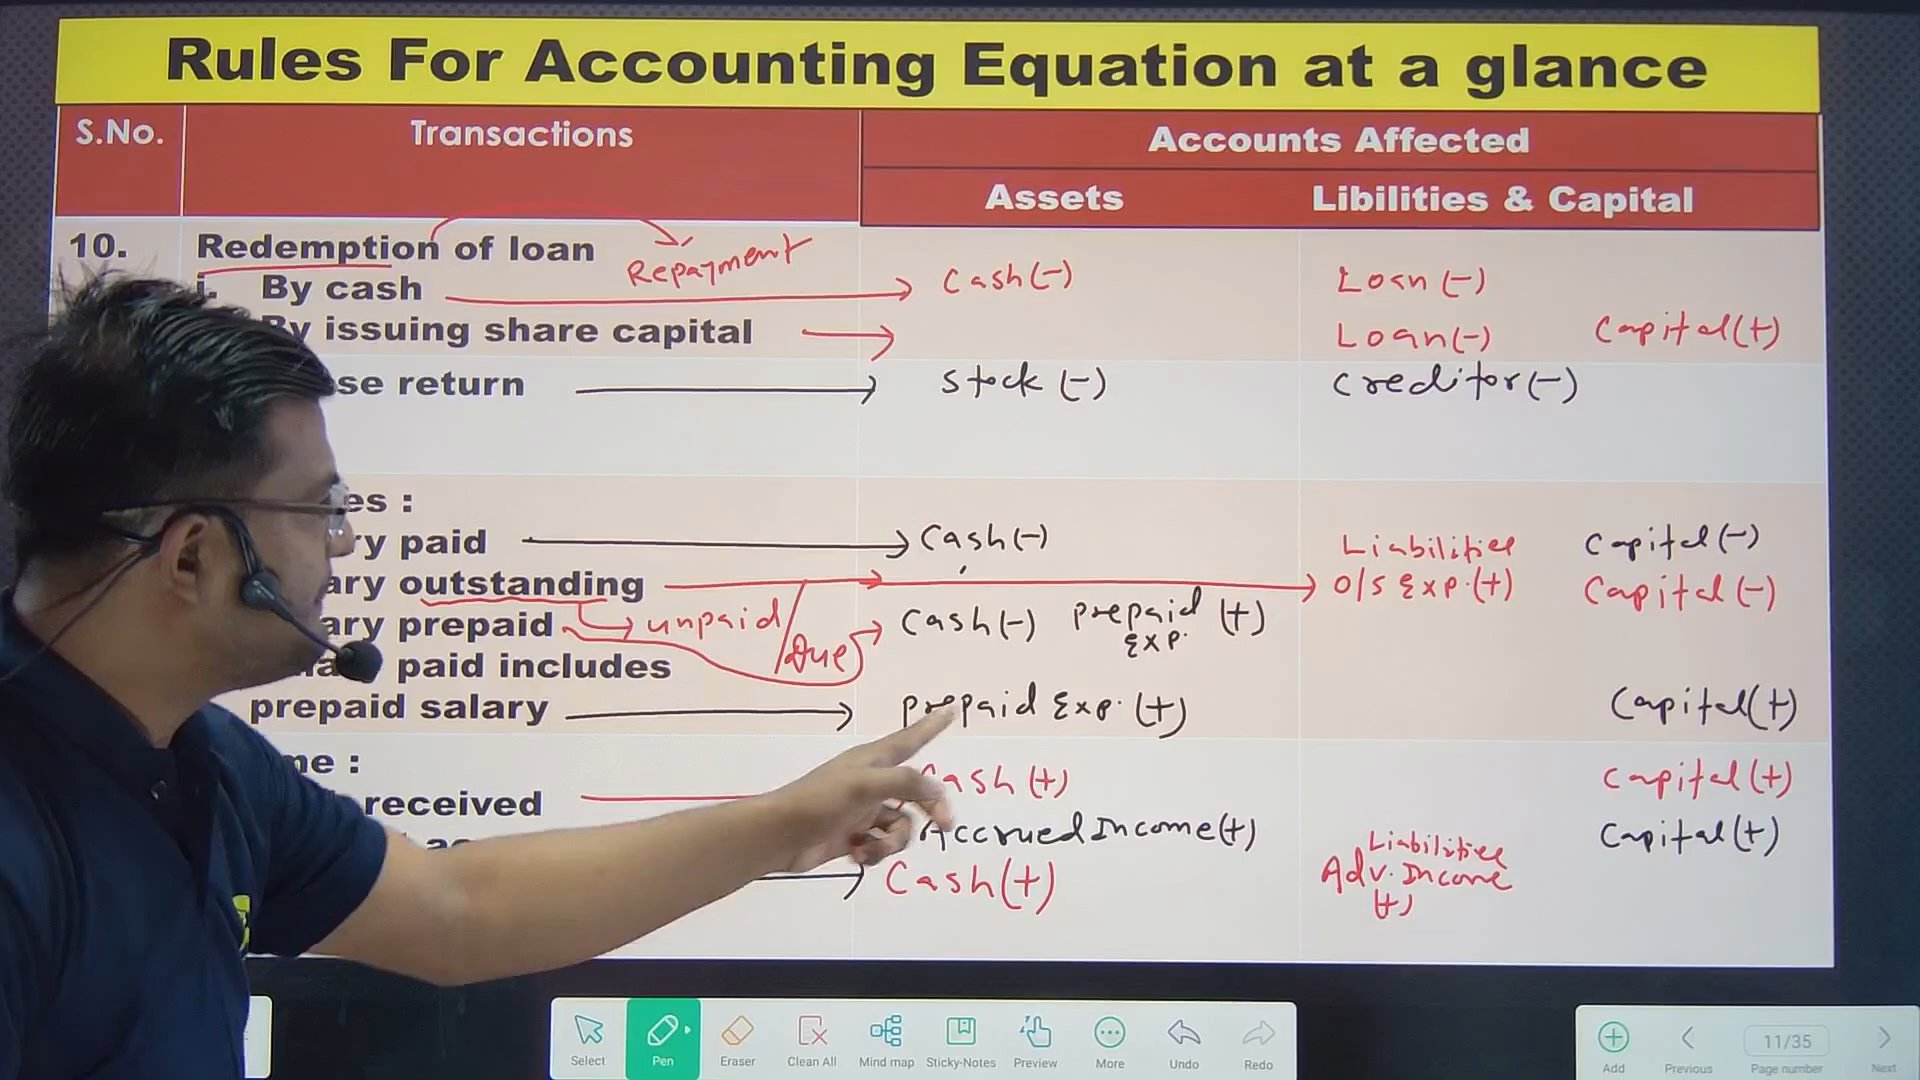 Rules For Accounting Equation at a glance
S.No. Transactions Accounts Affected
Assets Libilities & Capital
10. Redemption of loan Repayment
i. By cash Cash (-) Loan (-)
By issuing share capital Loan (-) Capital (+)
se return Stock (-) Creditor (-)
es :
ry paid Cash (-) Liabilities Capital (-)
ary outstanding O/S Exp. (+) Capital (-)
ary prepaid unpaid/Due Cash (-) Prepaid Exp. (+)
paid includes
prepaid salary Prepaid Exp. (+) Capital (+)
me :
received Cash (+) Capital (+)
Accrued Income (+) Capital (+)
Cash (+) Liabilities Adv. Income (+)
Select Pen Eraser Clean All Mind map Sticky-Notes Preview More Undo Redo
Add Previous 11/35 Page number Next